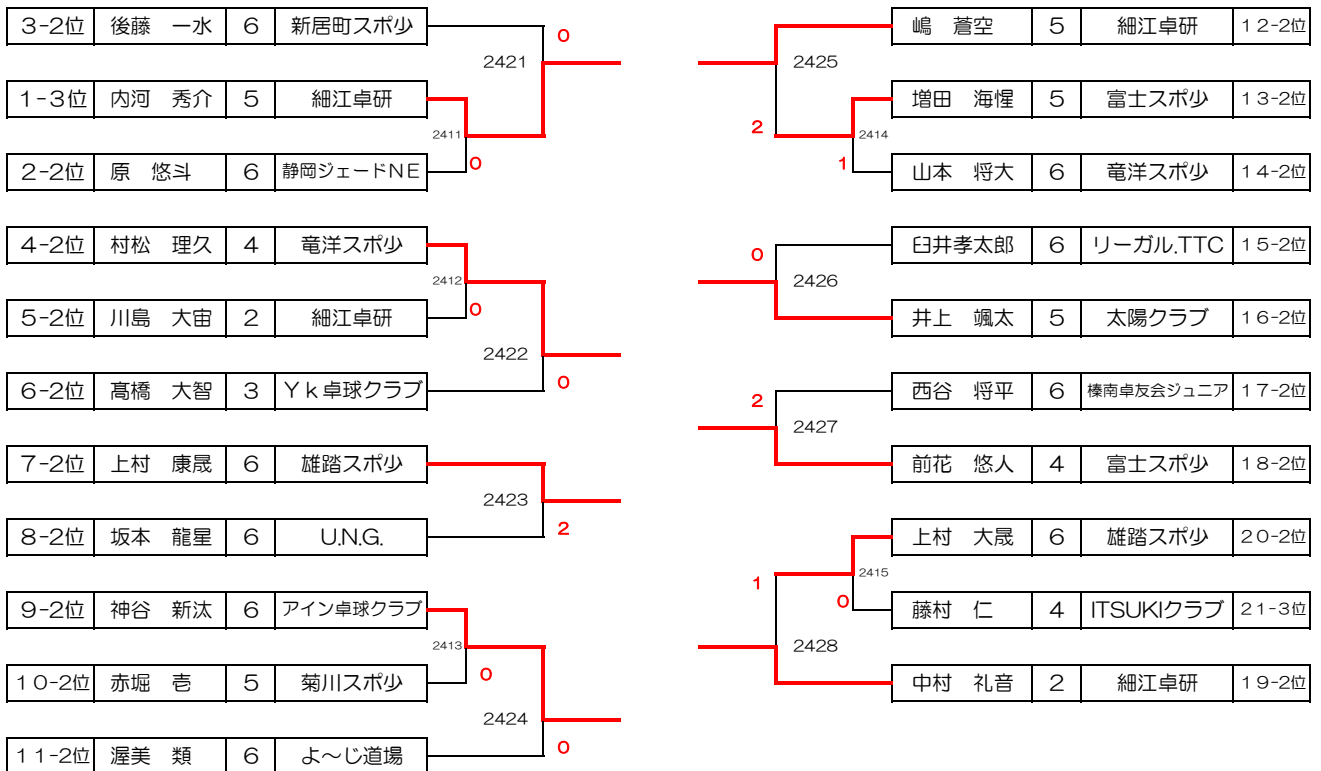 3-2位 後藤 一水 6 新居町スポ少
0
2421
1-3位 内河 秀介 5 細江卓研
2411
0
2-2位 原 悠斗 6 静岡ジェードNE
4-2位 村松 理久 4 竜洋スポ少
2412
0
5-2位 川島 大宙 2 細江卓研
2422
0
6-2位 髙橋 大智 3 Yk卓球クラブ
7-2位 上村 康晟 6 雄踏スポ少
2423
2
8-2位 坂本 龍星 6 U.N.G.
9-2位 神谷 新汰 6 アイン卓球クラブ
2413
0
10-2位 赤堀 壱 5 菊川スポ少
2424
0
11-2位 渥美 類 6 よ～じ道場
嶋 蒼空 5 細江卓研 12-2位
2425
増田 海惺 5 富士スポ少 13-2位
2
2414
1
山本 将大 6 竜洋スポ少 14-2位
臼井孝太郎 6 リーガル.TTC 15-2位
0
2426
井上 颯太 5 太陽クラブ 16-2位
西谷 将平 6 榛南卓友会ジュニア 17-2位
2
2427
前花 悠人 4 富士スポ少 18-2位
上村 大晟 6 雄踏スポ少 20-2位
2415
1
0
藤村 仁 4 ITSUKIクラブ 21-3位
2428
中村 礼音 2 細江卓研 19-2位